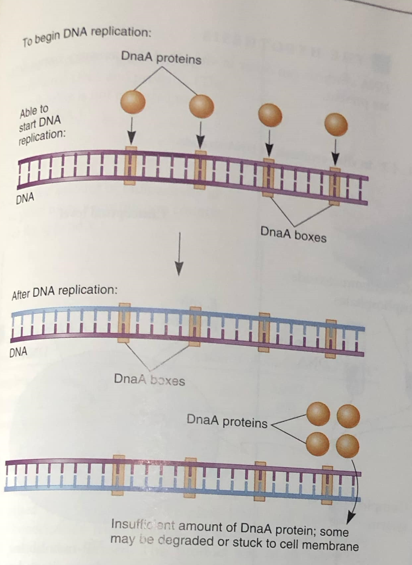 To begin DNA replication:
DnaA proteins
Able to
start DNA
replication:
DNA
DnaA boxes
After DNA replication:
DNA
DnaA boxes
DnaA proteins
Insufficient amount of DnaA protein; some
may be degraded or stuck to cell membrane